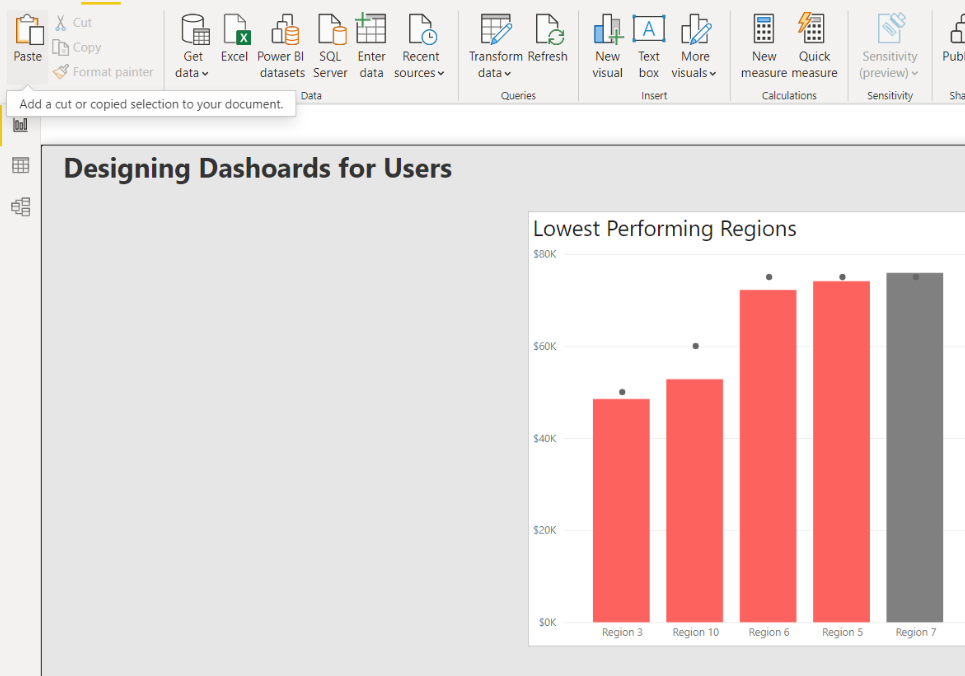 Paste
Cut
Copy
Format painter
Get
data
Excel
Power BI
datasets
SQL
Server
Enter
data
Recent
sources
Data
Transform
data
Refresh
Queries
New
visual
Text
box
More
visuals
Insert
New
measure
Quick
measure
Calculations
Sensitivity
(preview)
Sensitivity
Publ
Sha
Add a cut or copied selection to your document.
Designing Dashoards for Users
Lowest Performing Regions
$80K
$60K
$40K
$20K
$0K
Region 3 Region 10 Region 6 Region 5 Region 7